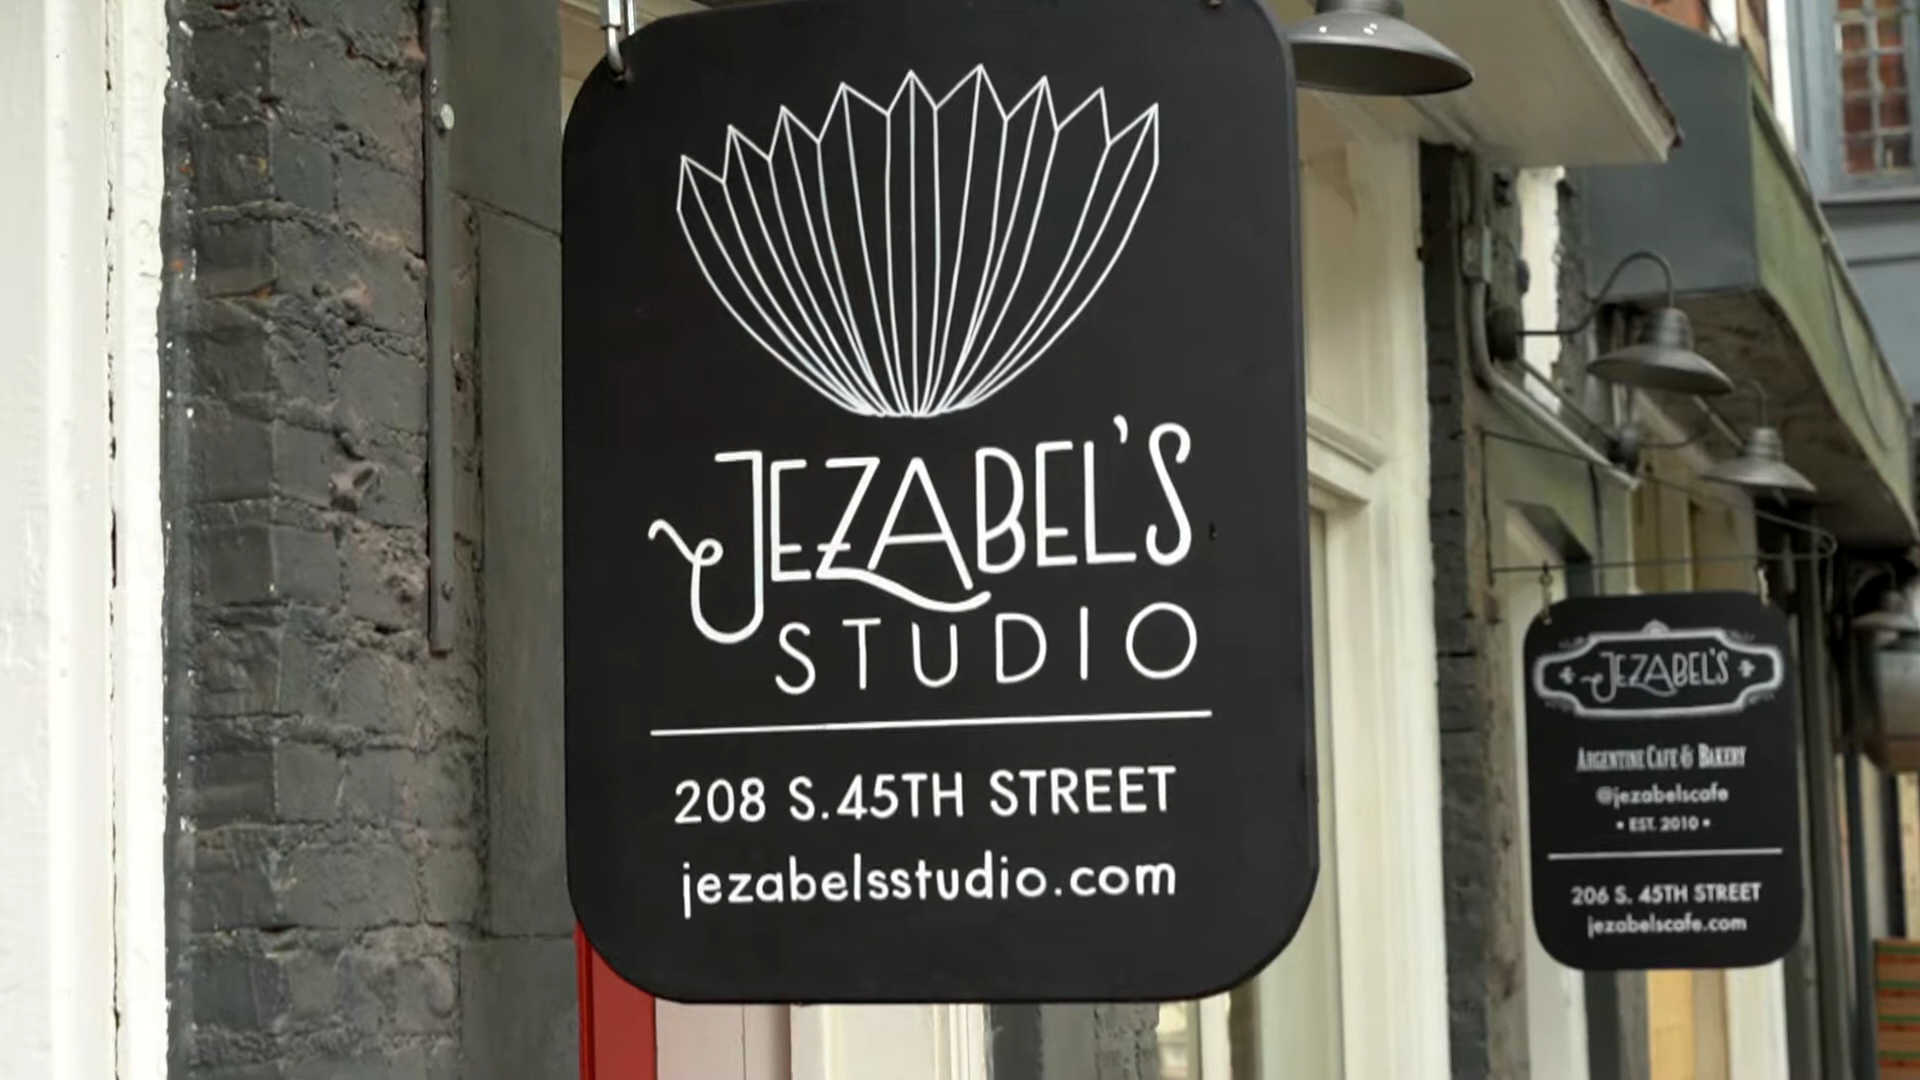 JEZABEL'S
STUDIO
208 S. 45TH STREET
jezabelsstudio.com
JEZABEL'S
ARGENTINE CAFE & BAKERY
@jezabelscafe
• EST. 2010 •
206 S. 45TH STREET
jezabelscafe.com